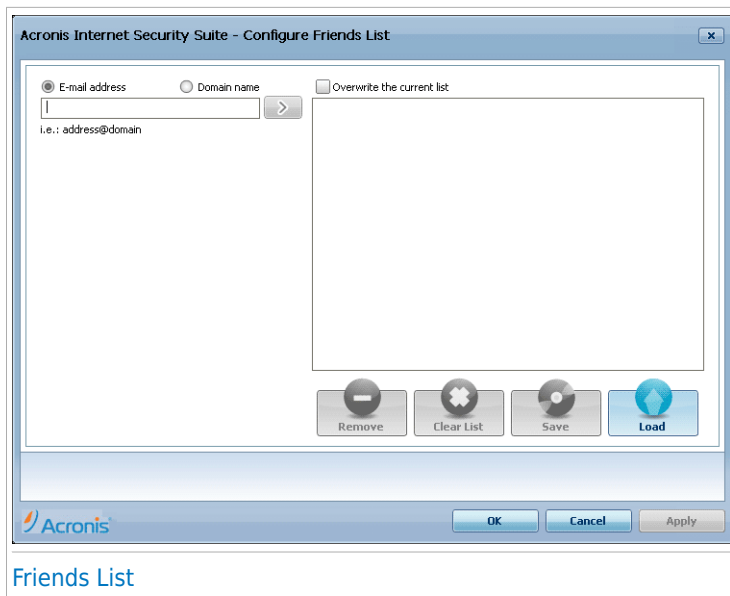 Acronis Internet Security Suite - Configure Friends List
E-mail address Domain name
i.e.: address@domain
Overwrite the current list
Remove Clear List Save Load
Acronis
OK Cancel Apply
Friends List